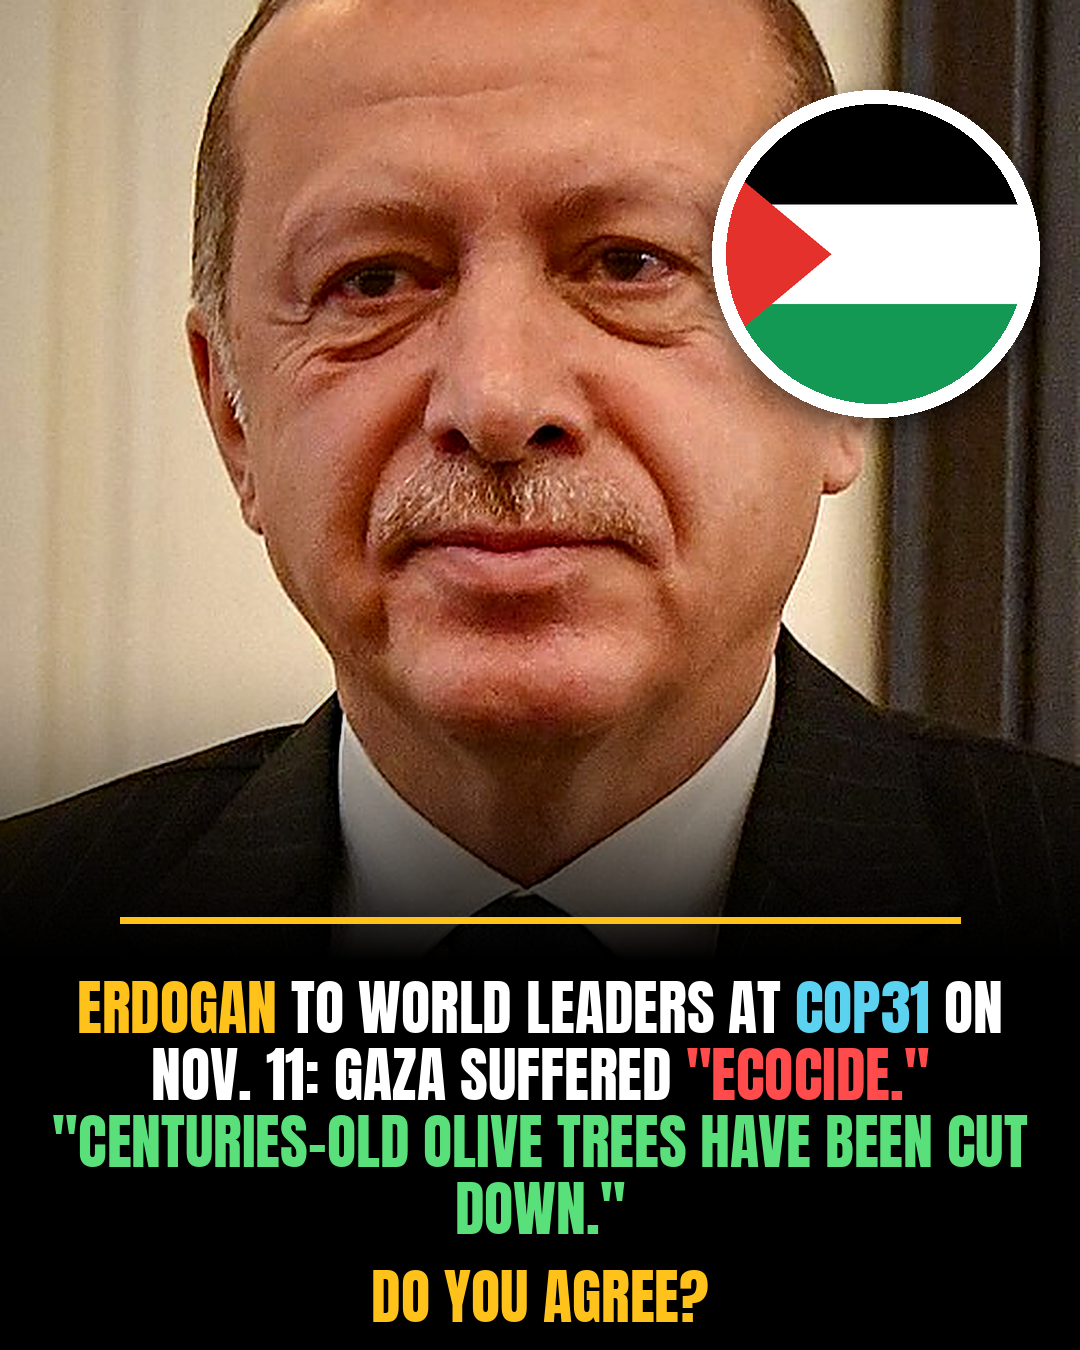 ERDOGAN TO WORLD LEADERS AT COP31 ON
NOV. 11: GAZA SUFFERED "ECOCIDE."
"CENTURIES-OLD OLIVE TREES HAVE BEEN CUT
DOWN."
DO YOU AGREE?